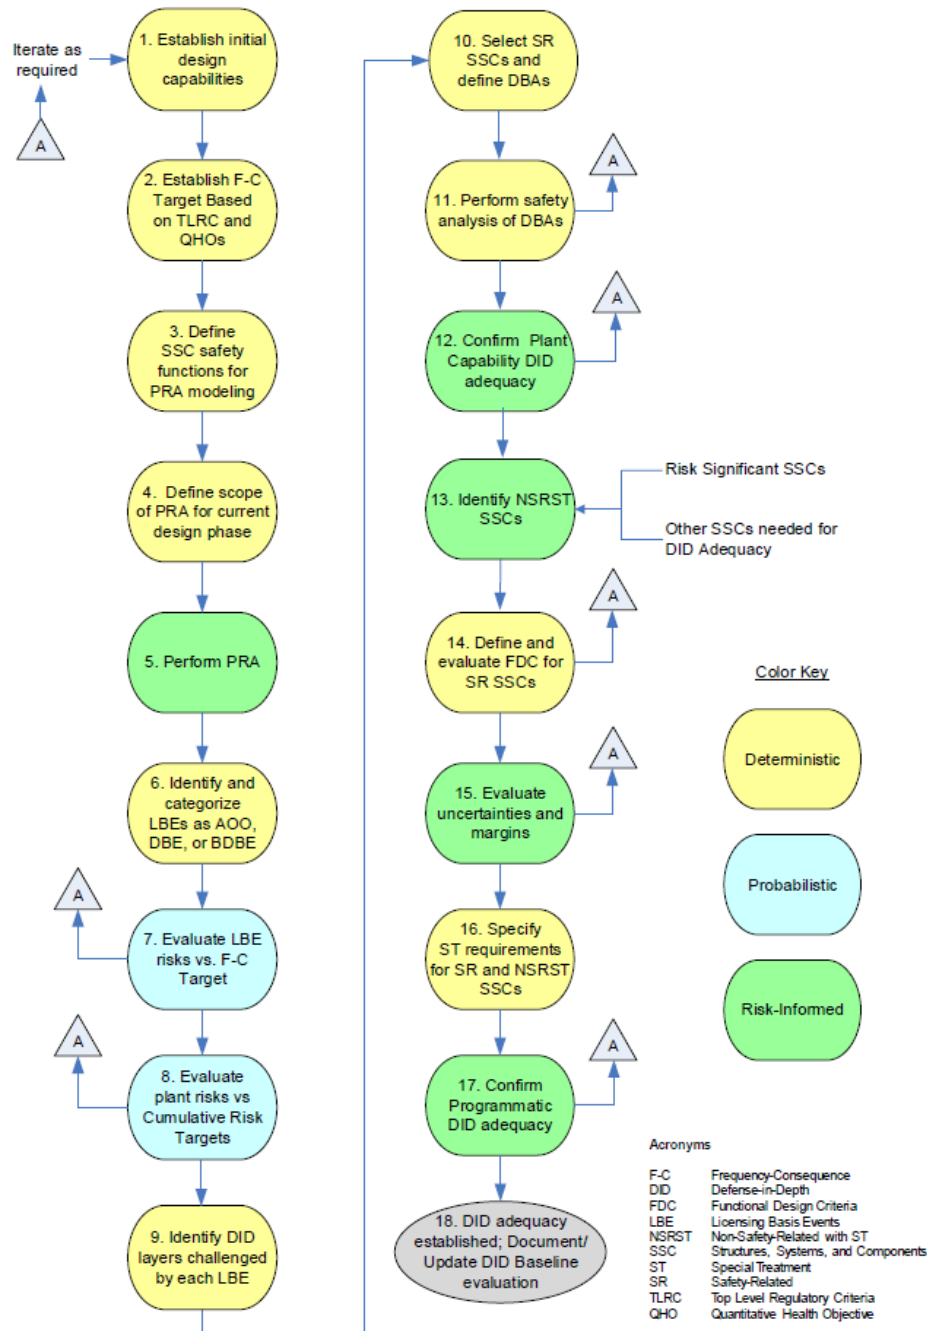 Iterate as
required
A
1. Establish initial
design
capabilities
2. Establish F-C
Target Based
on TLRC and
QHOs
3. Define
SSC safety
functions for
PRA modeling
4. Define scope
of PRA for current
design phase
5. Perform PRA
6. Identify and
categorize
LBEs as AOO,
DBE, or BDBE
A
7. Evaluate LBE
risks vs. F-C
Target
A
8. Evaluate
plant risks vs
Cumulative Risk
Targets
9. Identify DID
layers challenged
by each LBE
10. Select SR
SSCs and
define DBAs
A
11. Perform safety
analysis of DBAs
A
12. Confirm Plant
Capability DID
adequacy
13. Identify NSRST
SSCs
Risk Significant SSCs
Other SSCs needed for
DID Adequacy
A
14. Define and
evaluate FDC for
SR SSCs
A
15. Evaluate
uncertainties and
margins
16. Specify
ST requirements
for SR and NSRST
SSCs
A
17. Confirm
Programmatic
DID adequacy
18. DID adequacy
established; Document/
Update DID Baseline
evaluation
Color Key
Deterministic
Probabilistic
Risk-Informed
Acronyms
F-C Frequency-Consequence
DID Defense-in-Depth
FDC Functional Design Criteria
LBE Licensing Basis Events
NSRST Non-Safety-Related with ST
SSC Structures, Systems, and Components
ST Special Treatment
SR Safety-Related
TLRC Top Level Regulatory Criteria
QHO Quantitative Health Objective